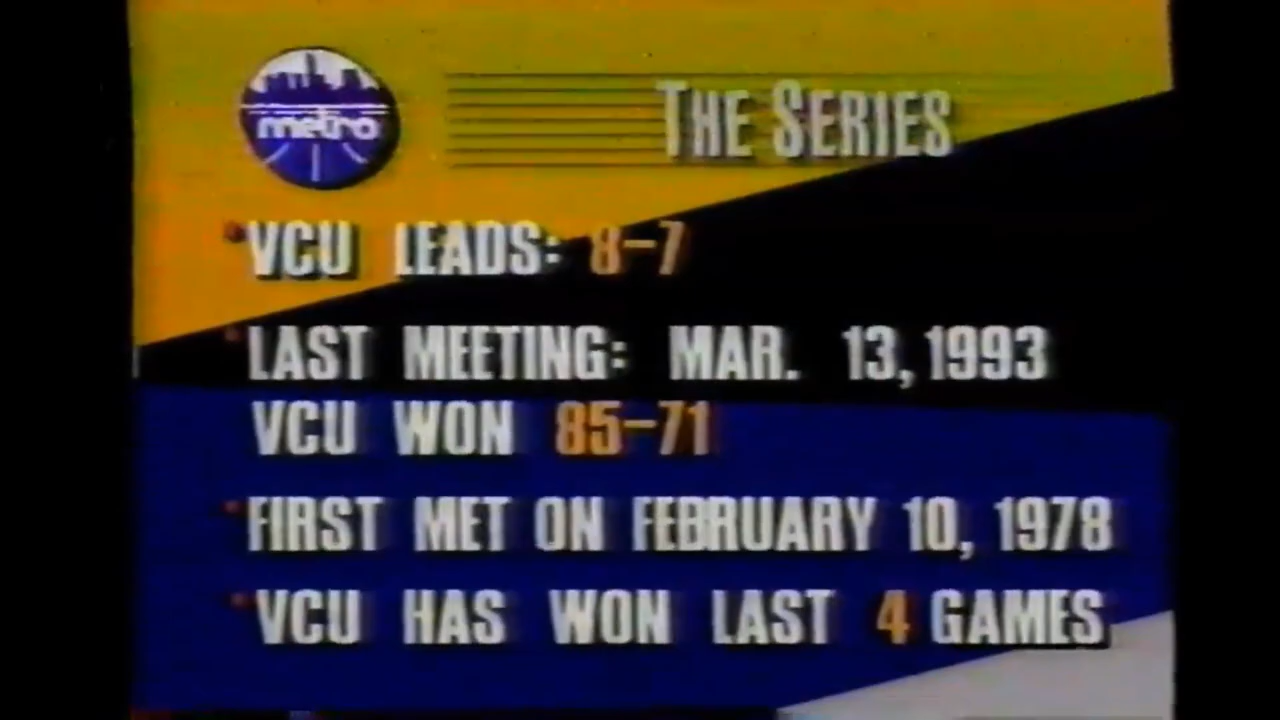 metro
THE SERIES
VCU LEADS: 8-7
LAST MEETING: MAR. 13, 1993
VCU WON 85-71
FIRST MET ON FEBRUARY 10, 1978
VCU HAS WON LAST 4 GAMES